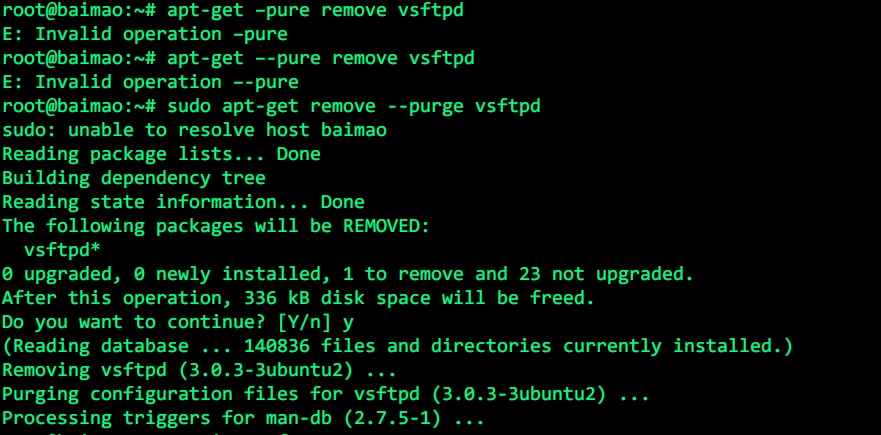 root@baimao:~# apt-get –pure remove vsftpd
E: Invalid operation –pure
root@baimao:~# apt-get –-pure remove vsftpd
E: Invalid operation –-pure
root@baimao:~# sudo apt-get remove --purge vsftpd
sudo: unable to resolve host baimao
Reading package lists... Done
Building dependency tree
Reading state information... Done
The following packages will be REMOVED:
  vsftpd*
0 upgraded, 0 newly installed, 1 to remove and 23 not upgraded.
After this operation, 336 kB disk space will be freed.
Do you want to continue? [Y/n] y
(Reading database ... 140836 files and directories currently installed.)
Removing vsftpd (3.0.3-3ubuntu2) ...
Purging configuration files for vsftpd (3.0.3-3ubuntu2) ...
Processing triggers for man-db (2.7.5-1) ...